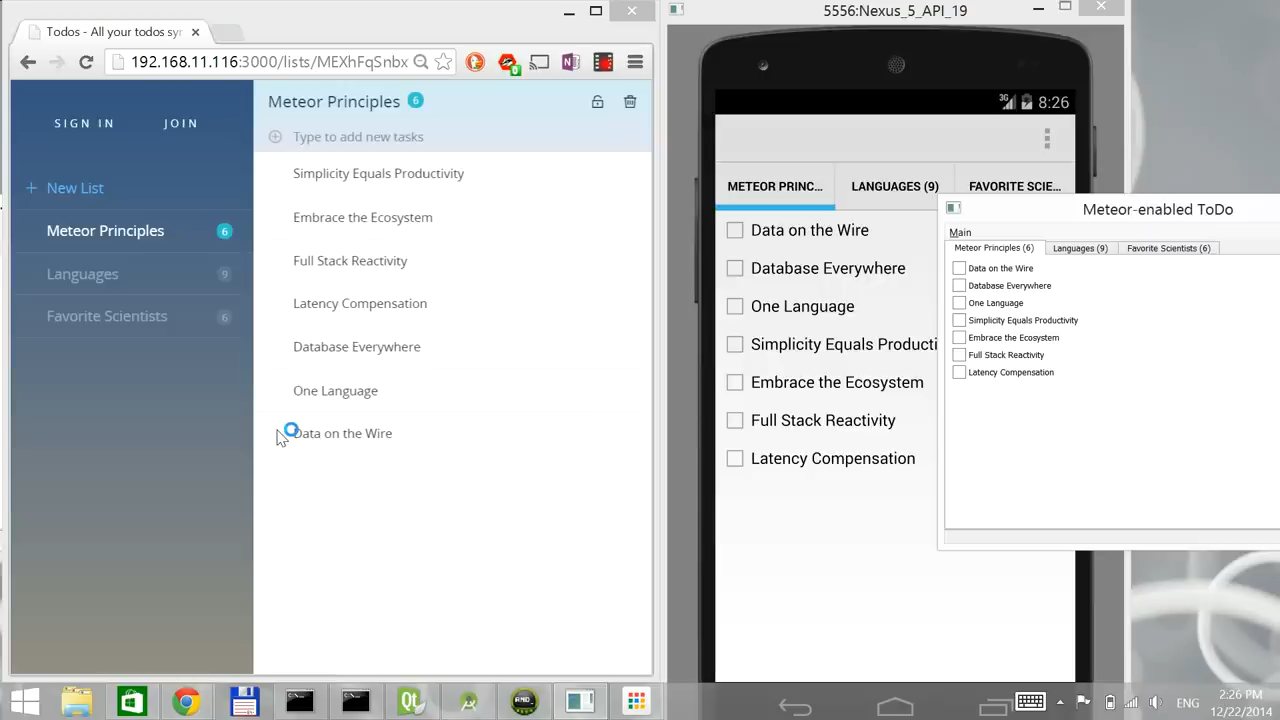 Todos - All your todos syn
192.168.11.116:3000/lists/MEXhFqSnbx
SIGN IN
JOIN
+ New List
Meteor Principles 6
Languages 9
Favorite Scientists 6
Meteor Principles 6
Type to add new tasks
Simplicity Equals Productivity
Embrace the Ecosystem
Full Stack Reactivity
Latency Compensation
Database Everywhere
One Language
Data on the Wire
5556:Nexus_5_API_19
3G 8:26
METEOR PRINC...
LANGUAGES (9)
FAVORITE SCIE...
Data on the Wire
Database Everywhere
One Language
Simplicity Equals Producti
Embrace the Ecosystem
Full Stack Reactivity
Latency Compensation
Meteor-enabled ToDo
Main
Meteor Principles (6)
Languages (9)
Favorite Scientists (6)
Data on the Wire
Database Everywhere
One Language
Simplicity Equals Productivity
Embrace the Ecosystem
Full Stack Reactivity
Latency Compensation
ENG
2:26 PM
12/22/2014